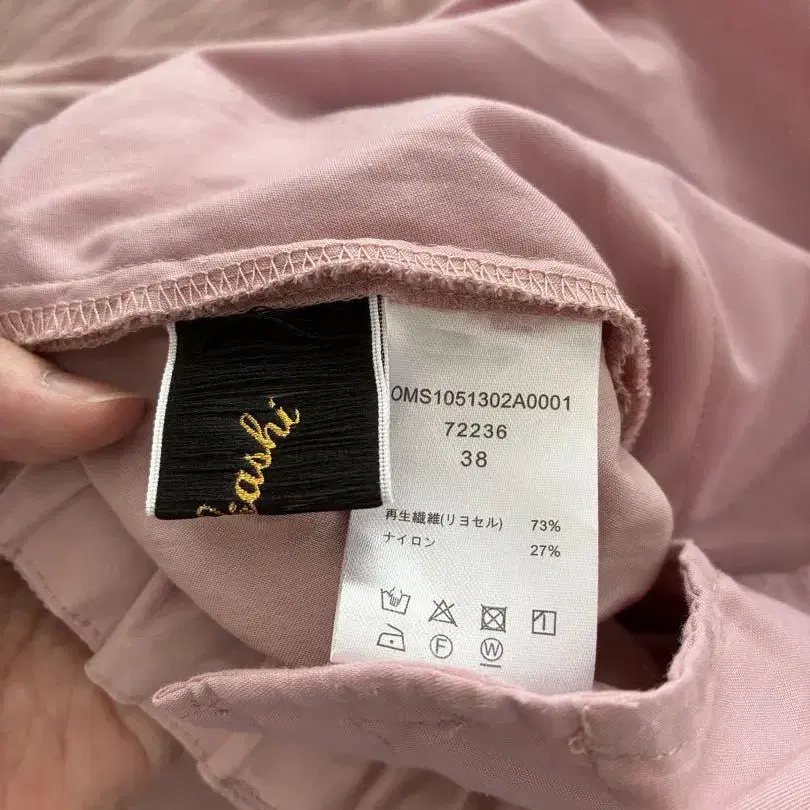 OMS1051302A0001
72236
38
再生繊維(リヨセル) 73%
ナイロン 27%
F
W